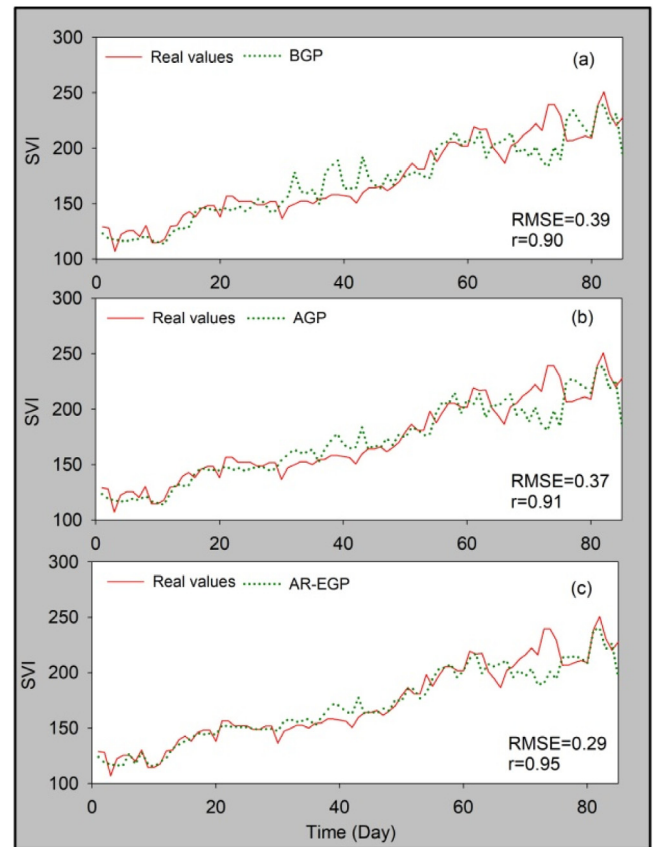 300
Real values BGP (a)
250
SVI
200
150
RMSE=0.39
r=0.90
100
0 20 40 60 80
300
Real values AGP (b)
250
SVI
200
150
RMSE=0.37
r=0.91
100
0 20 40 60 80
300
Real values AR-EGP (c)
250
SVI
200
150
RMSE=0.29
r=0.95
100
0 20 40 60 80
Time (Day)